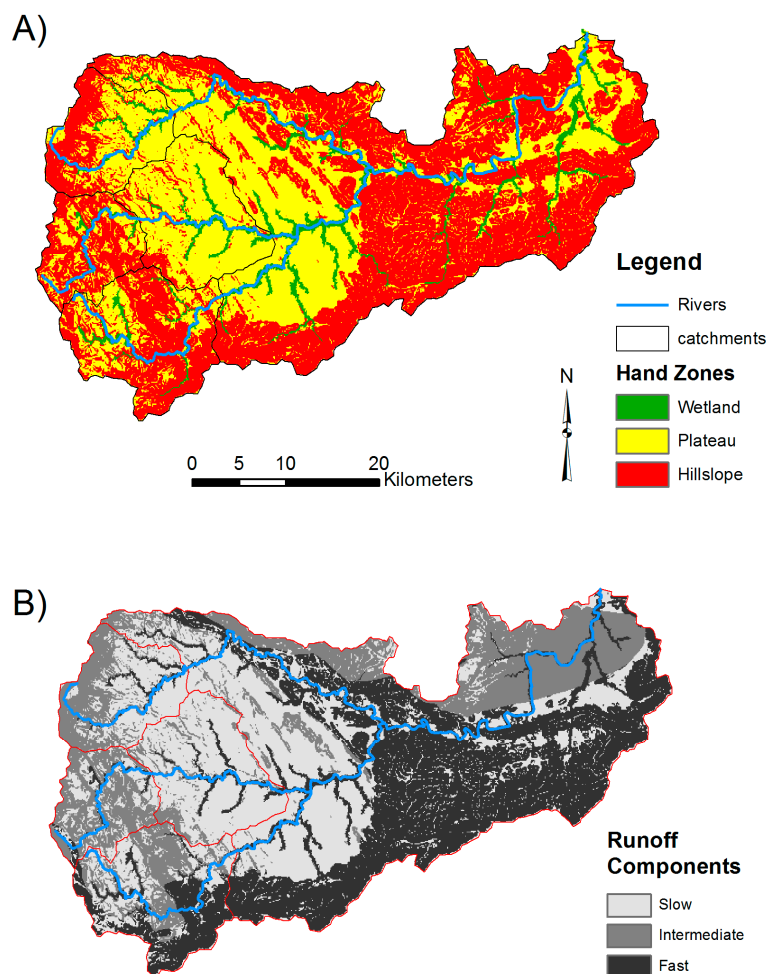 A)
Legend
Rivers
catchments
Hand Zones
Wetland
Plateau
Hillslope
N
0 5 10 20
Kilometers
B)
Runoff
Components
Slow
Intermediate
Fast